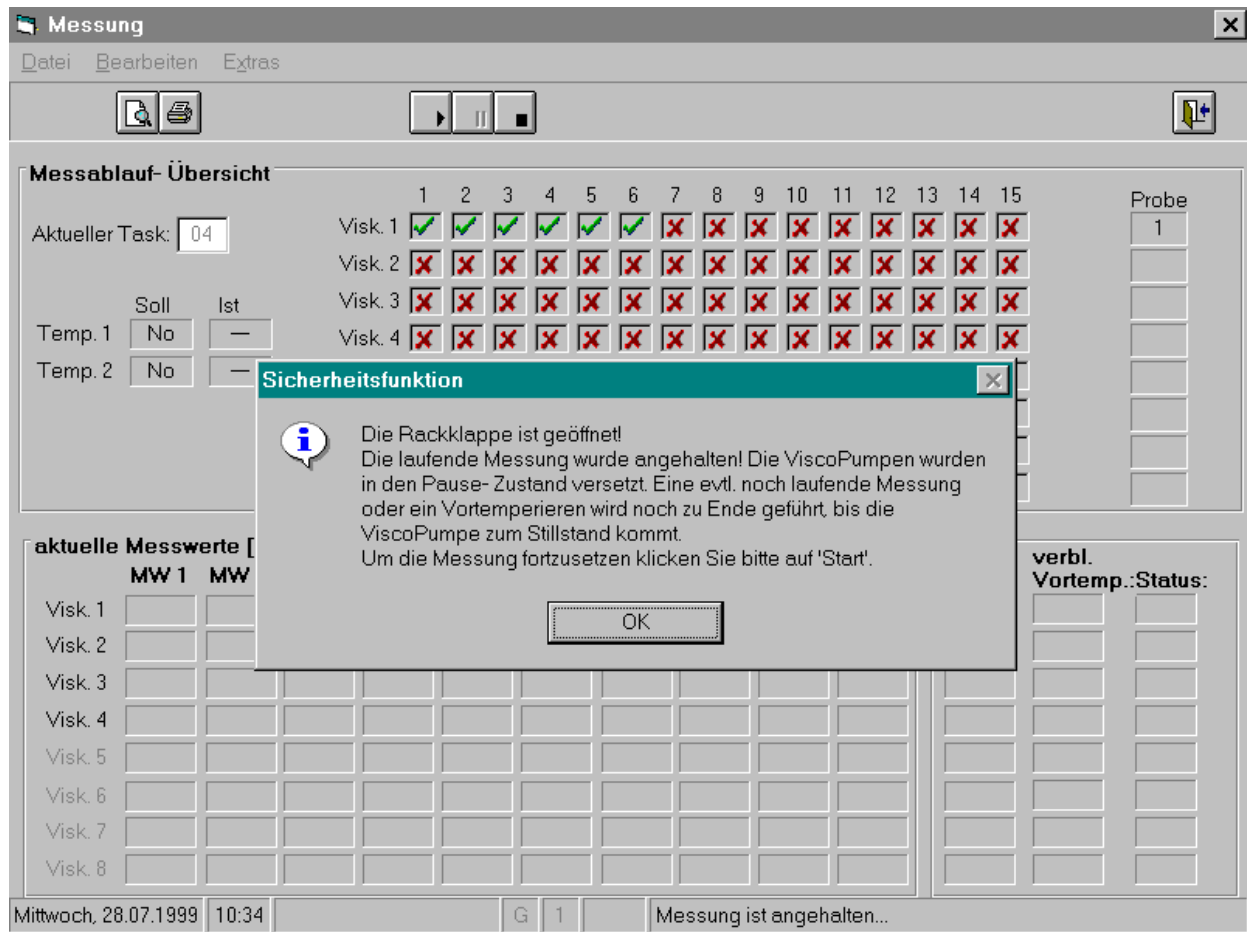 Messung
Datei Bearbeiten Extras
Messablauf- Übersicht
1 2 3 4 5 6 7 8 9 10 11 12 13 14 15
Probe
Aktueller Task: 04
Visk. 1
1
Visk. 2
Soll Ist
Visk. 3
Temp. 1 No —
Visk. 4
Temp. 2 No —
Sicherheitsfunktion
Die Rackklappe ist geöffnet!
Die laufende Messung wurde angehalten! Die ViscoPumpen wurden
in den Pause- Zustand versetzt. Eine evtl. noch laufende Messung
oder ein Vortemperieren wird noch zu Ende geführt, bis die
ViscoPumpe zum Stillstand kommt.
Um die Messung fortzusetzen klicken Sie bitte auf 'Start'.
OK
aktuelle Messwerte [
MW 1 MW
verbl.
Vortemp.: Status:
Visk. 1
Visk. 2
Visk. 3
Visk. 4
Visk. 5
Visk. 6
Visk. 7
Visk. 8
Mittwoch, 28.07.1999 10:34 G 1 Messung ist angehalten...